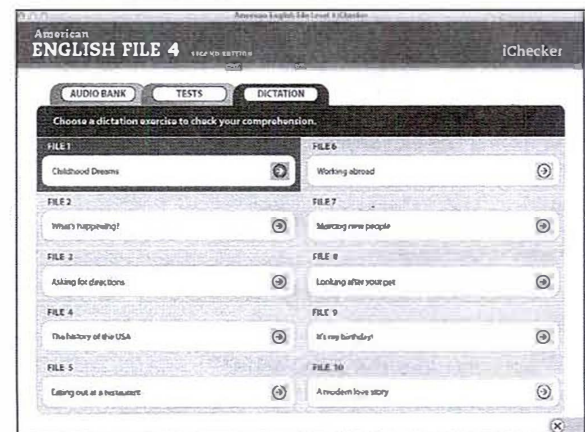 American English File Level 4 iChecker
American
ENGLISH FILE 4 SECOND EDITION
iChecker
AUDIO BANK TESTS DICTATION
Choose a dictation exercise to check your comprehension.
FILE 1
Childhood Dreams
FILE 2
What's happening?
FILE 3
Asking for directions
FILE 4
The history of the USA
FILE 5
Eating out at a restaurant
FILE 6
Working abroad
FILE 7
Meeting new people
FILE 8
Looking after your pet
FILE 9
It's my birthday!
FILE 10
A modern love story